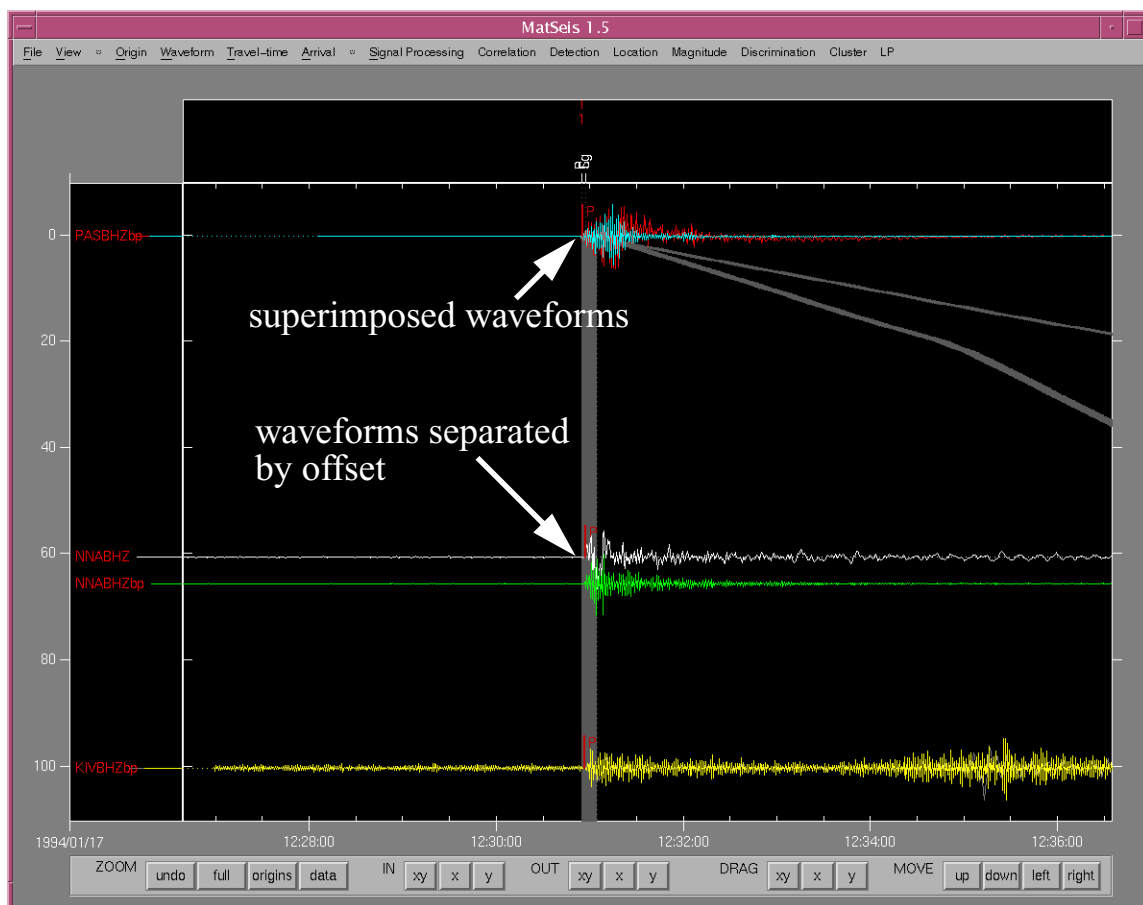 MatSeis 1.5
File View Origin Waveform Travel-time Arrival Signal Processing Correlation Detection Location Magnitude Discrimination Cluster LP
1
Pg
0
PASBHZbp
P
superimposed waveforms
20
40
waveforms separated
by offset
60
NNABHZ
P
NNABHZbp
80
100
KIVBHZbp
P
1994/01/17 12:28:00 12:30:00 12:32:00 12:34:00 12:36:00
ZOOM undo full origins data IN xy x y OUT xy x y DRAG xy x y MOVE up down left right